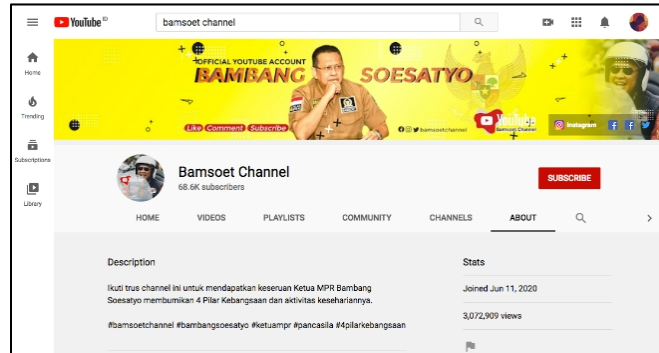 YouTube ID
bamsoet channel
Home
Trending
Subscriptions
Library
OFFICIAL YOUTUBE ACCOUNT
BAMBANG SOESATYO
Like Comment Subscribe
bamsoetchannel
YouTube
Bamsoet Channel
Instagram
Bamsoet Channel
68.6K subscribers
SUBSCRIBE
HOME VIDEOS PLAYLISTS COMMUNITY CHANNELS ABOUT
Description
Ikuti trus channel ini untuk mendapatkan keseruan Ketua MPR Bambang
Soesatyo membumikan 4 Pilar Kebangsaan dan aktivitas kesehariannya.
#bamsoetchannel #bambangsoesatyo #ketuampr #pancasila #4pilarkebangsaan
Stats
Joined Jun 11, 2020
3,072,909 views